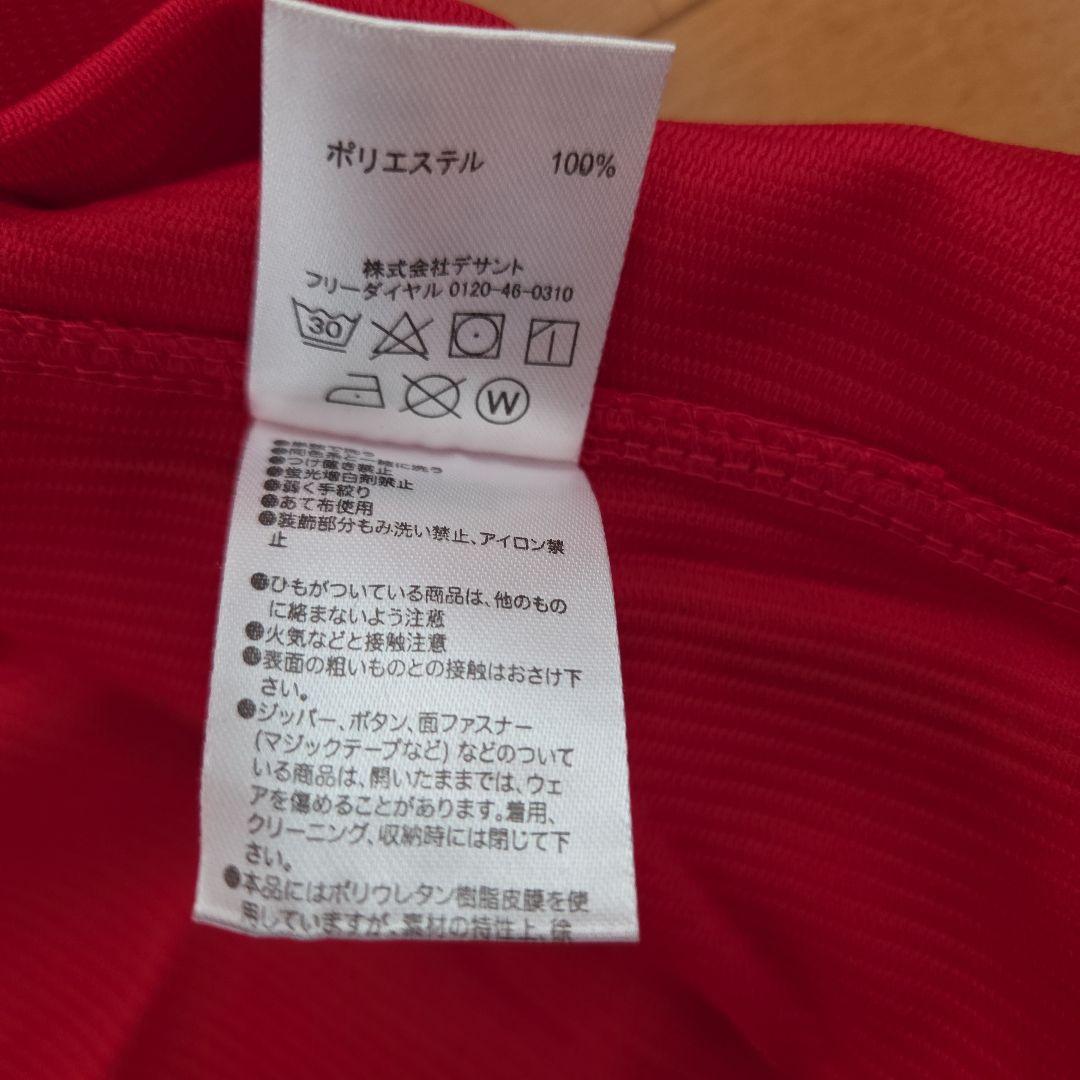 ポリエステル 100%
株式会社デサント
フリーダイヤル 0120-46-0310
30
W
●同色系と一緒に洗う
●つけ置き禁止
●蛍光増白剤禁止
●弱く手絞り
●あて布使用
●装飾部分もみ洗い禁止、アイロン禁
止
●ひもがついている商品は、他のもの
に絡まないよう注意
●火気などと接触注意
●表面の粗いものとの接触はおさけ下
さい。
●ジッパー、ボタン、面ファスナー
(マジックテープなど) などのついて
いる商品は、開いたままでは、ウェ
アを傷めることがあります。着用、
クリーニング、収納時には閉じて下
さい。
●本品にはポリウレタン樹脂皮膜を使
用していますが、素材の特性上、徐